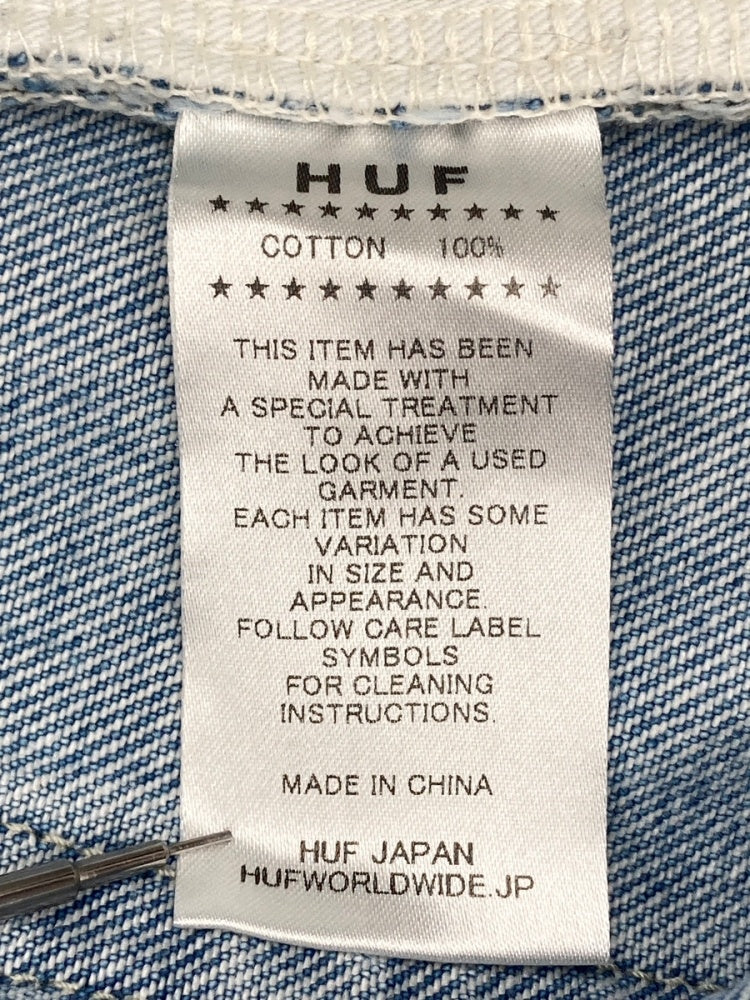 HUF
★★★★★★★★★★
COTTON 100%
★★★★★★★★★★
THIS ITEM HAS BEEN
MADE WITH
A SPECIAL TREATMENT
TO ACHIEVE
THE LOOK OF A USED
GARMENT.
EACH ITEM HAS SOME
VARIATION
IN SIZE AND
APPEARANCE.
FOLLOW CARE LABEL
SYMBOLS
FOR CLEANING
INSTRUCTIONS.
MADE IN CHINA
HUF JAPAN
HUFWORLDWIDE.JP